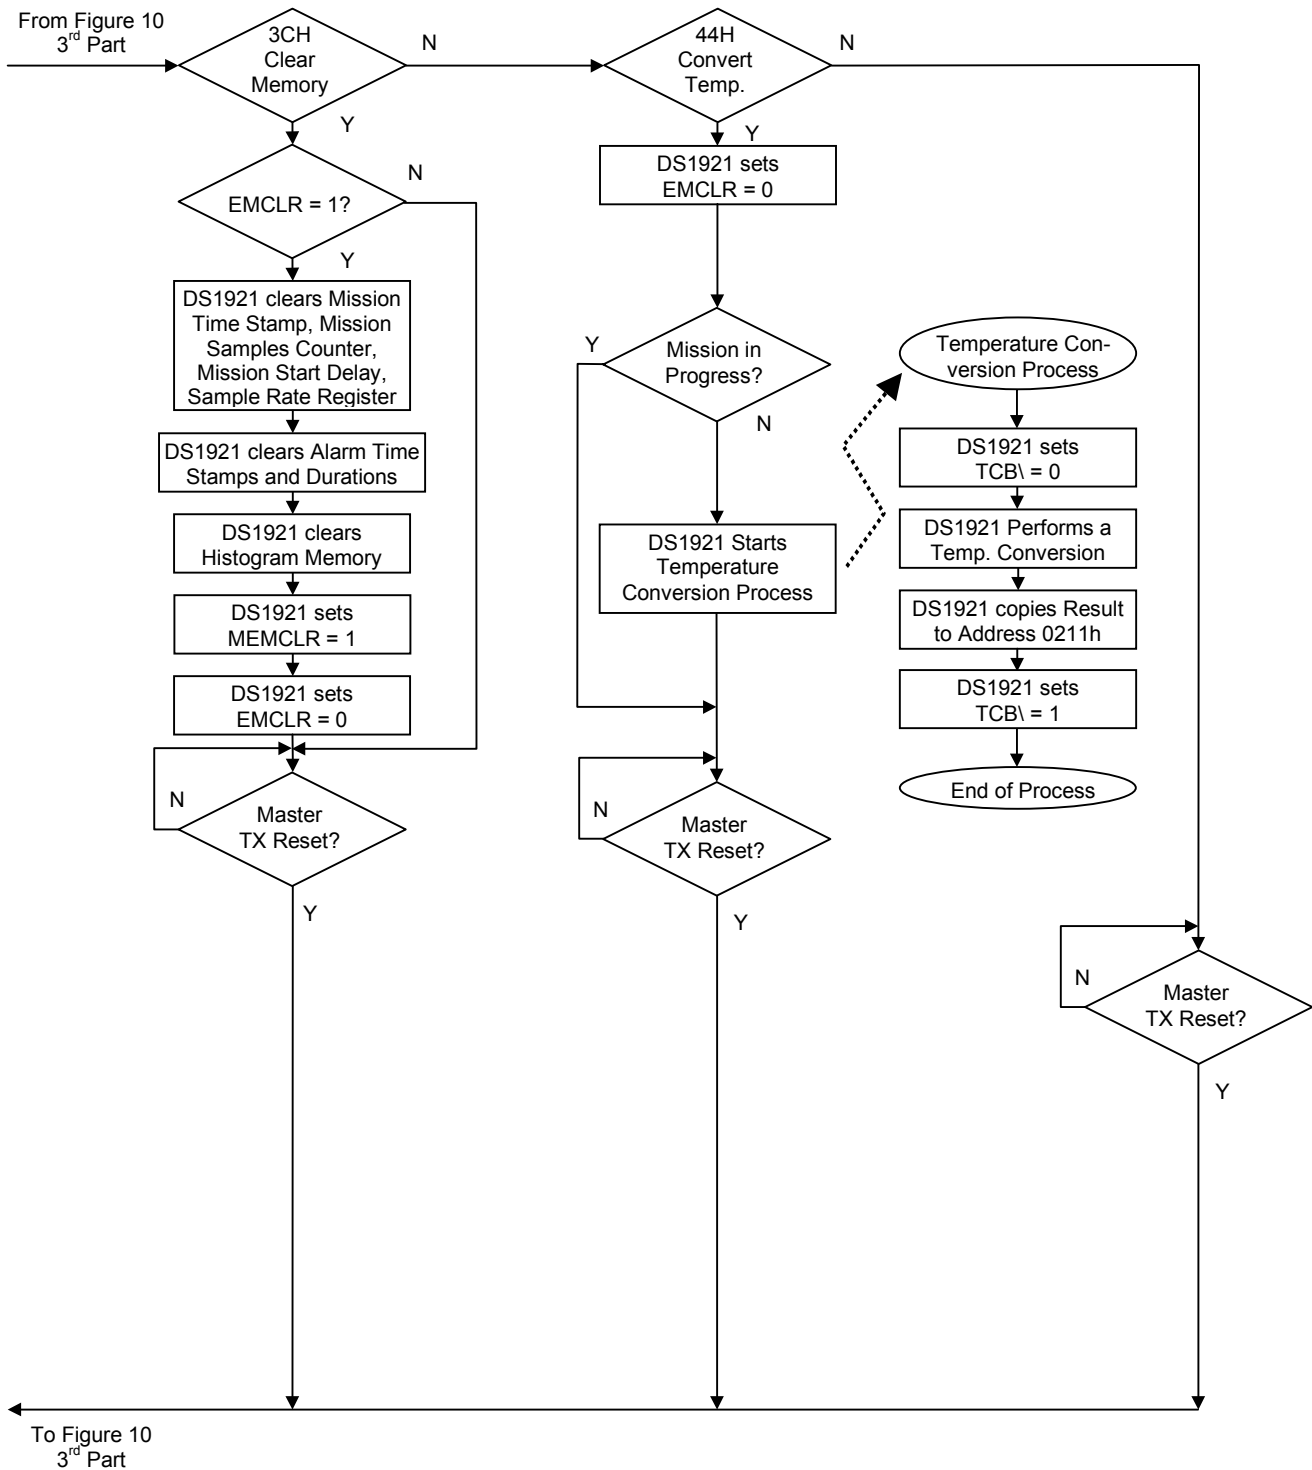 From Figure 10
3rd Part
3CH
Clear
Memory
N
Y
44H
Convert
Temp.
N
Y
EMCLR = 1?
N
Y
DS1921 clears Mission
Time Stamp, Mission
Samples Counter,
Mission Start Delay,
Sample Rate Register
DS1921 clears Alarm Time
Stamps and Durations
DS1921 clears
Histogram Memory
DS1921 sets
MEMCLR = 1
DS1921 sets
EMCLR = 0
N
Master
TX Reset?
Y
DS1921 sets
EMCLR = 0
Y
Mission in
Progress?
N
DS1921 Starts
Temperature
Conversion Process
N
Master
TX Reset?
Y
Temperature Con-
version Process
DS1921 sets
TCB\ = 0
DS1921 Performs a
Temp. Conversion
DS1921 copies Result
to Address 0211h
DS1921 sets
TCB\ = 1
End of Process
N
Master
TX Reset?
Y
To Figure 10
3rd Part